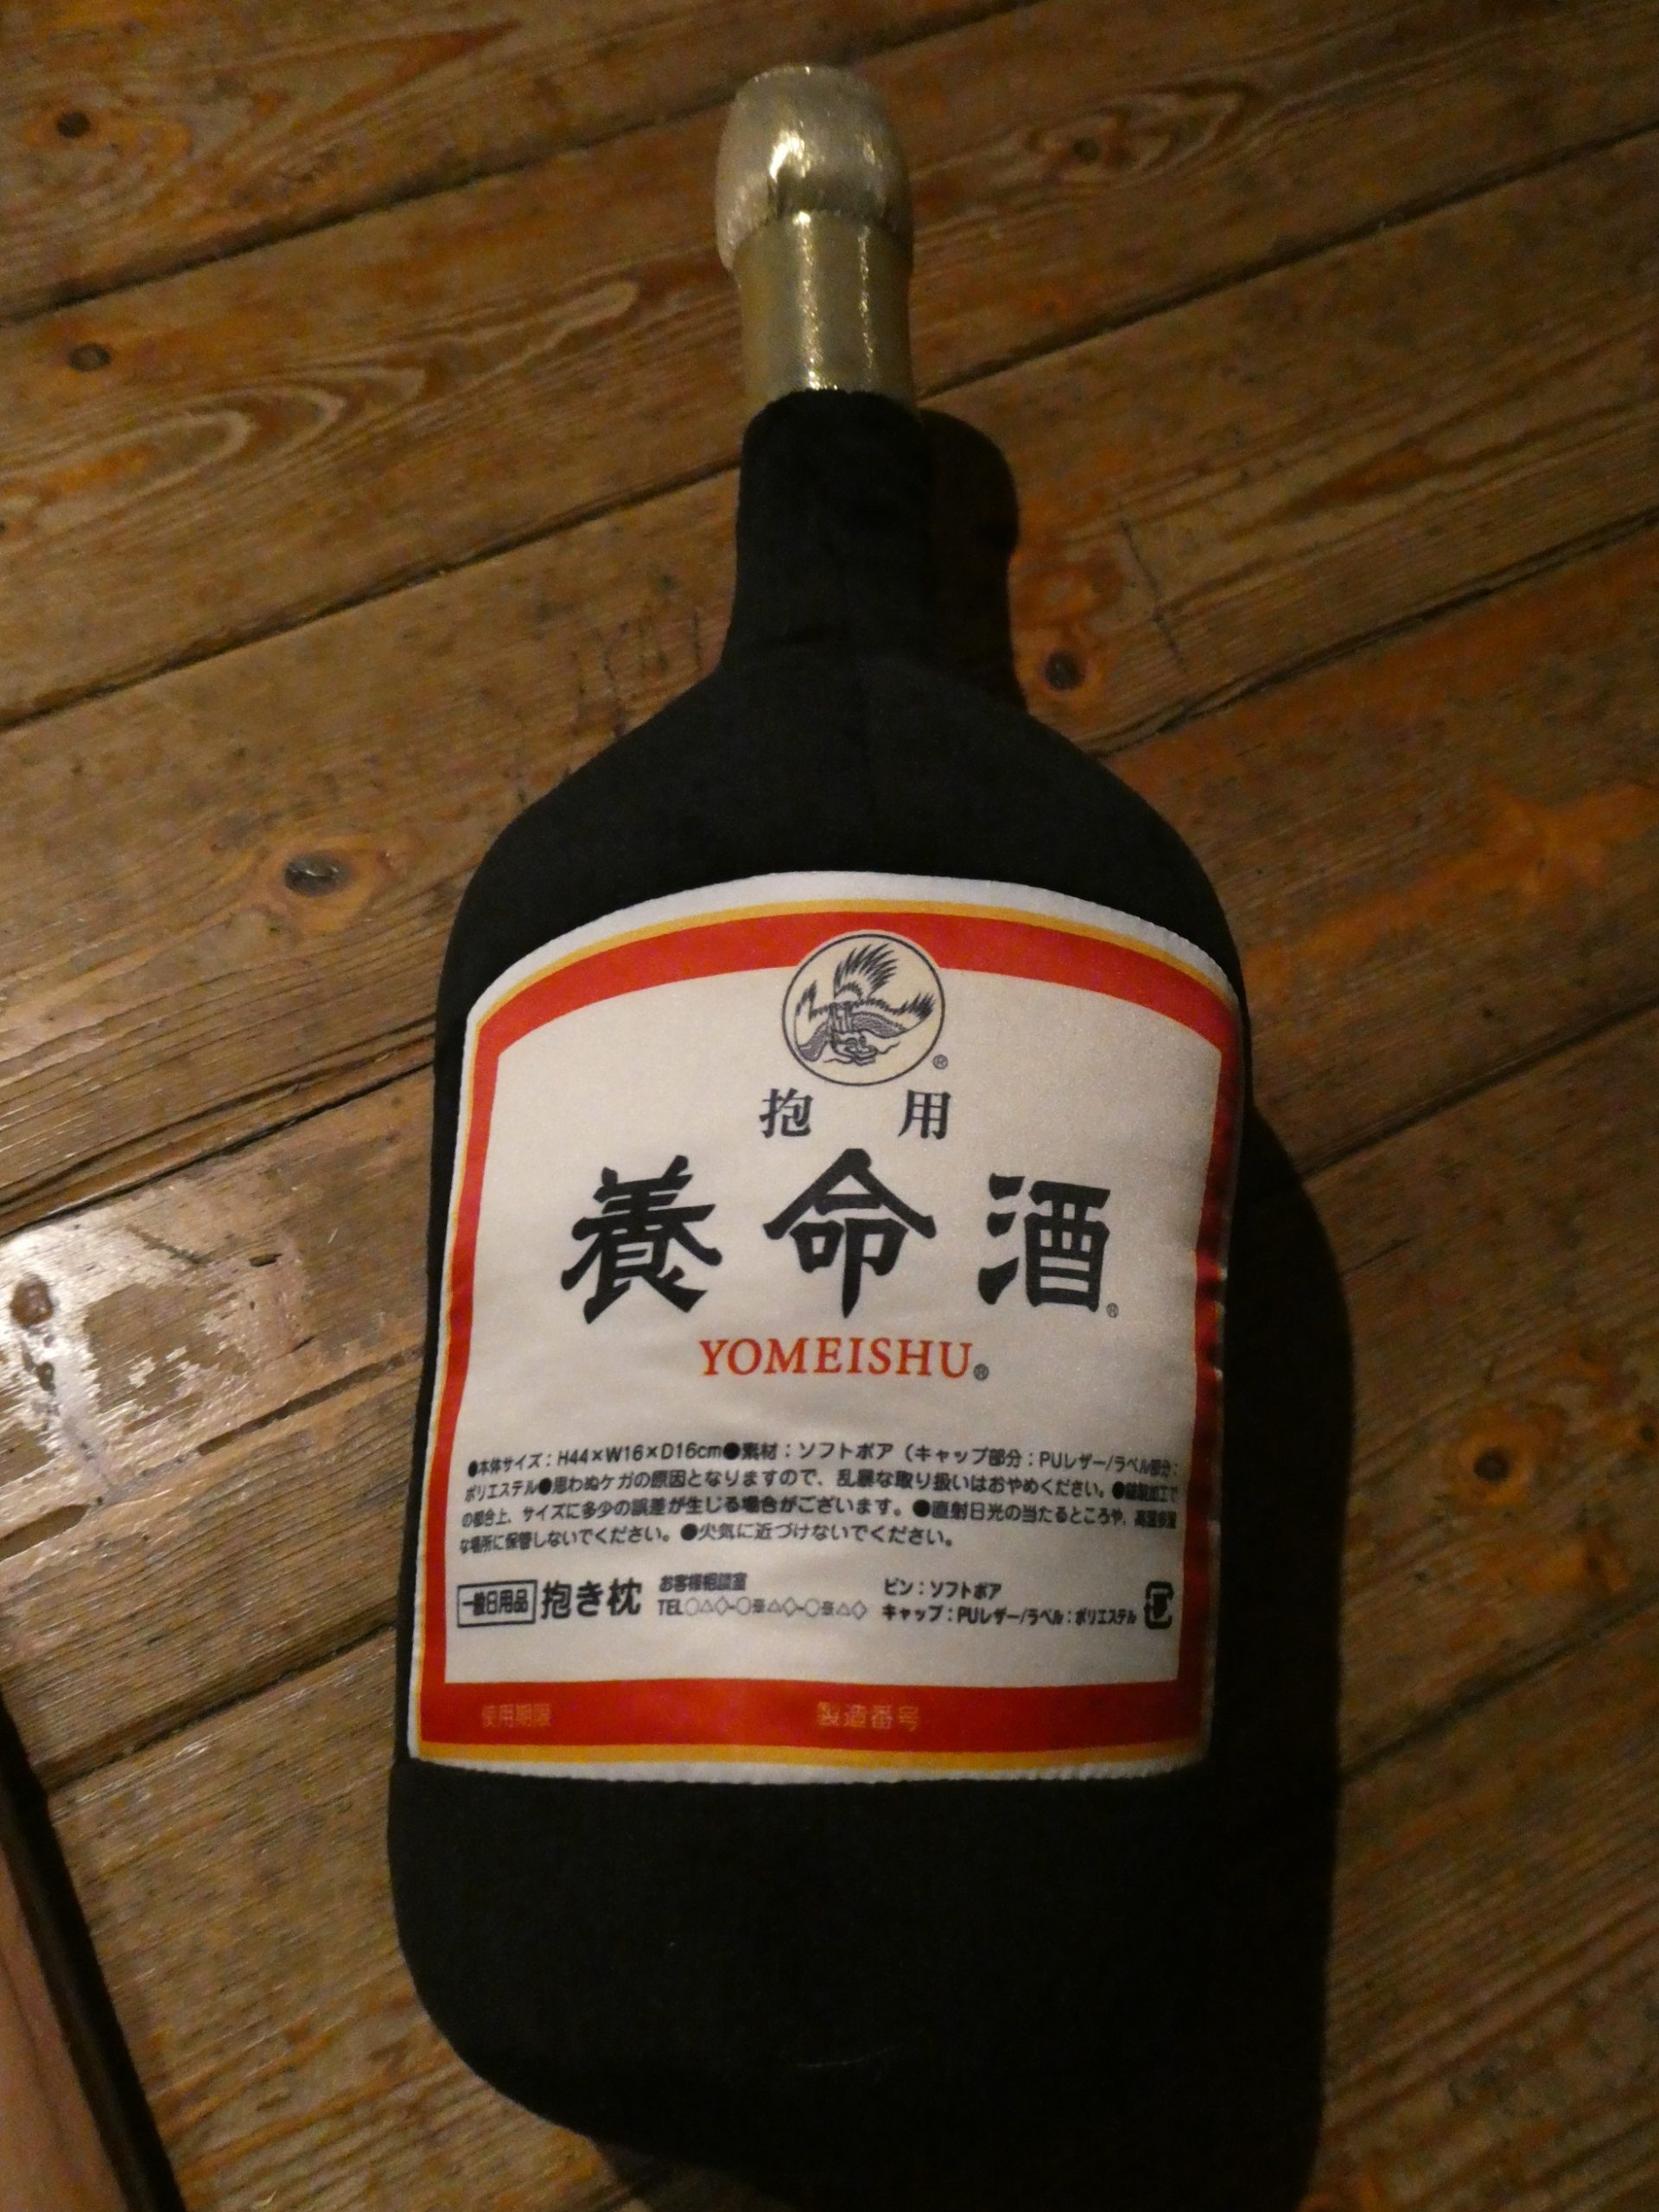 ®
抱用
養命酒®
YOMEISHU®
●本体サイズ：H44×W16×D16cm●素材：ソフトボア（キャップ部分：PUレザー/ラベル部分：
ポリエステル●思わぬケガの原因となりますので、乱暴な取り扱いはおやめください。●縫製加工で
の都合上、サイズに多少の誤差が生じる場合がございます。●直射日光の当たるところや、高温多湿
な場所に保管しないでください。●火気に近づけないでください。
一般日用品 抱き枕 お客様相談室 ビン：ソフトボア
TEL○△◇-○※△◇-○※△◇ キャップ：PUレザー/ラベル：ポリエステル
使用期限 製造番号